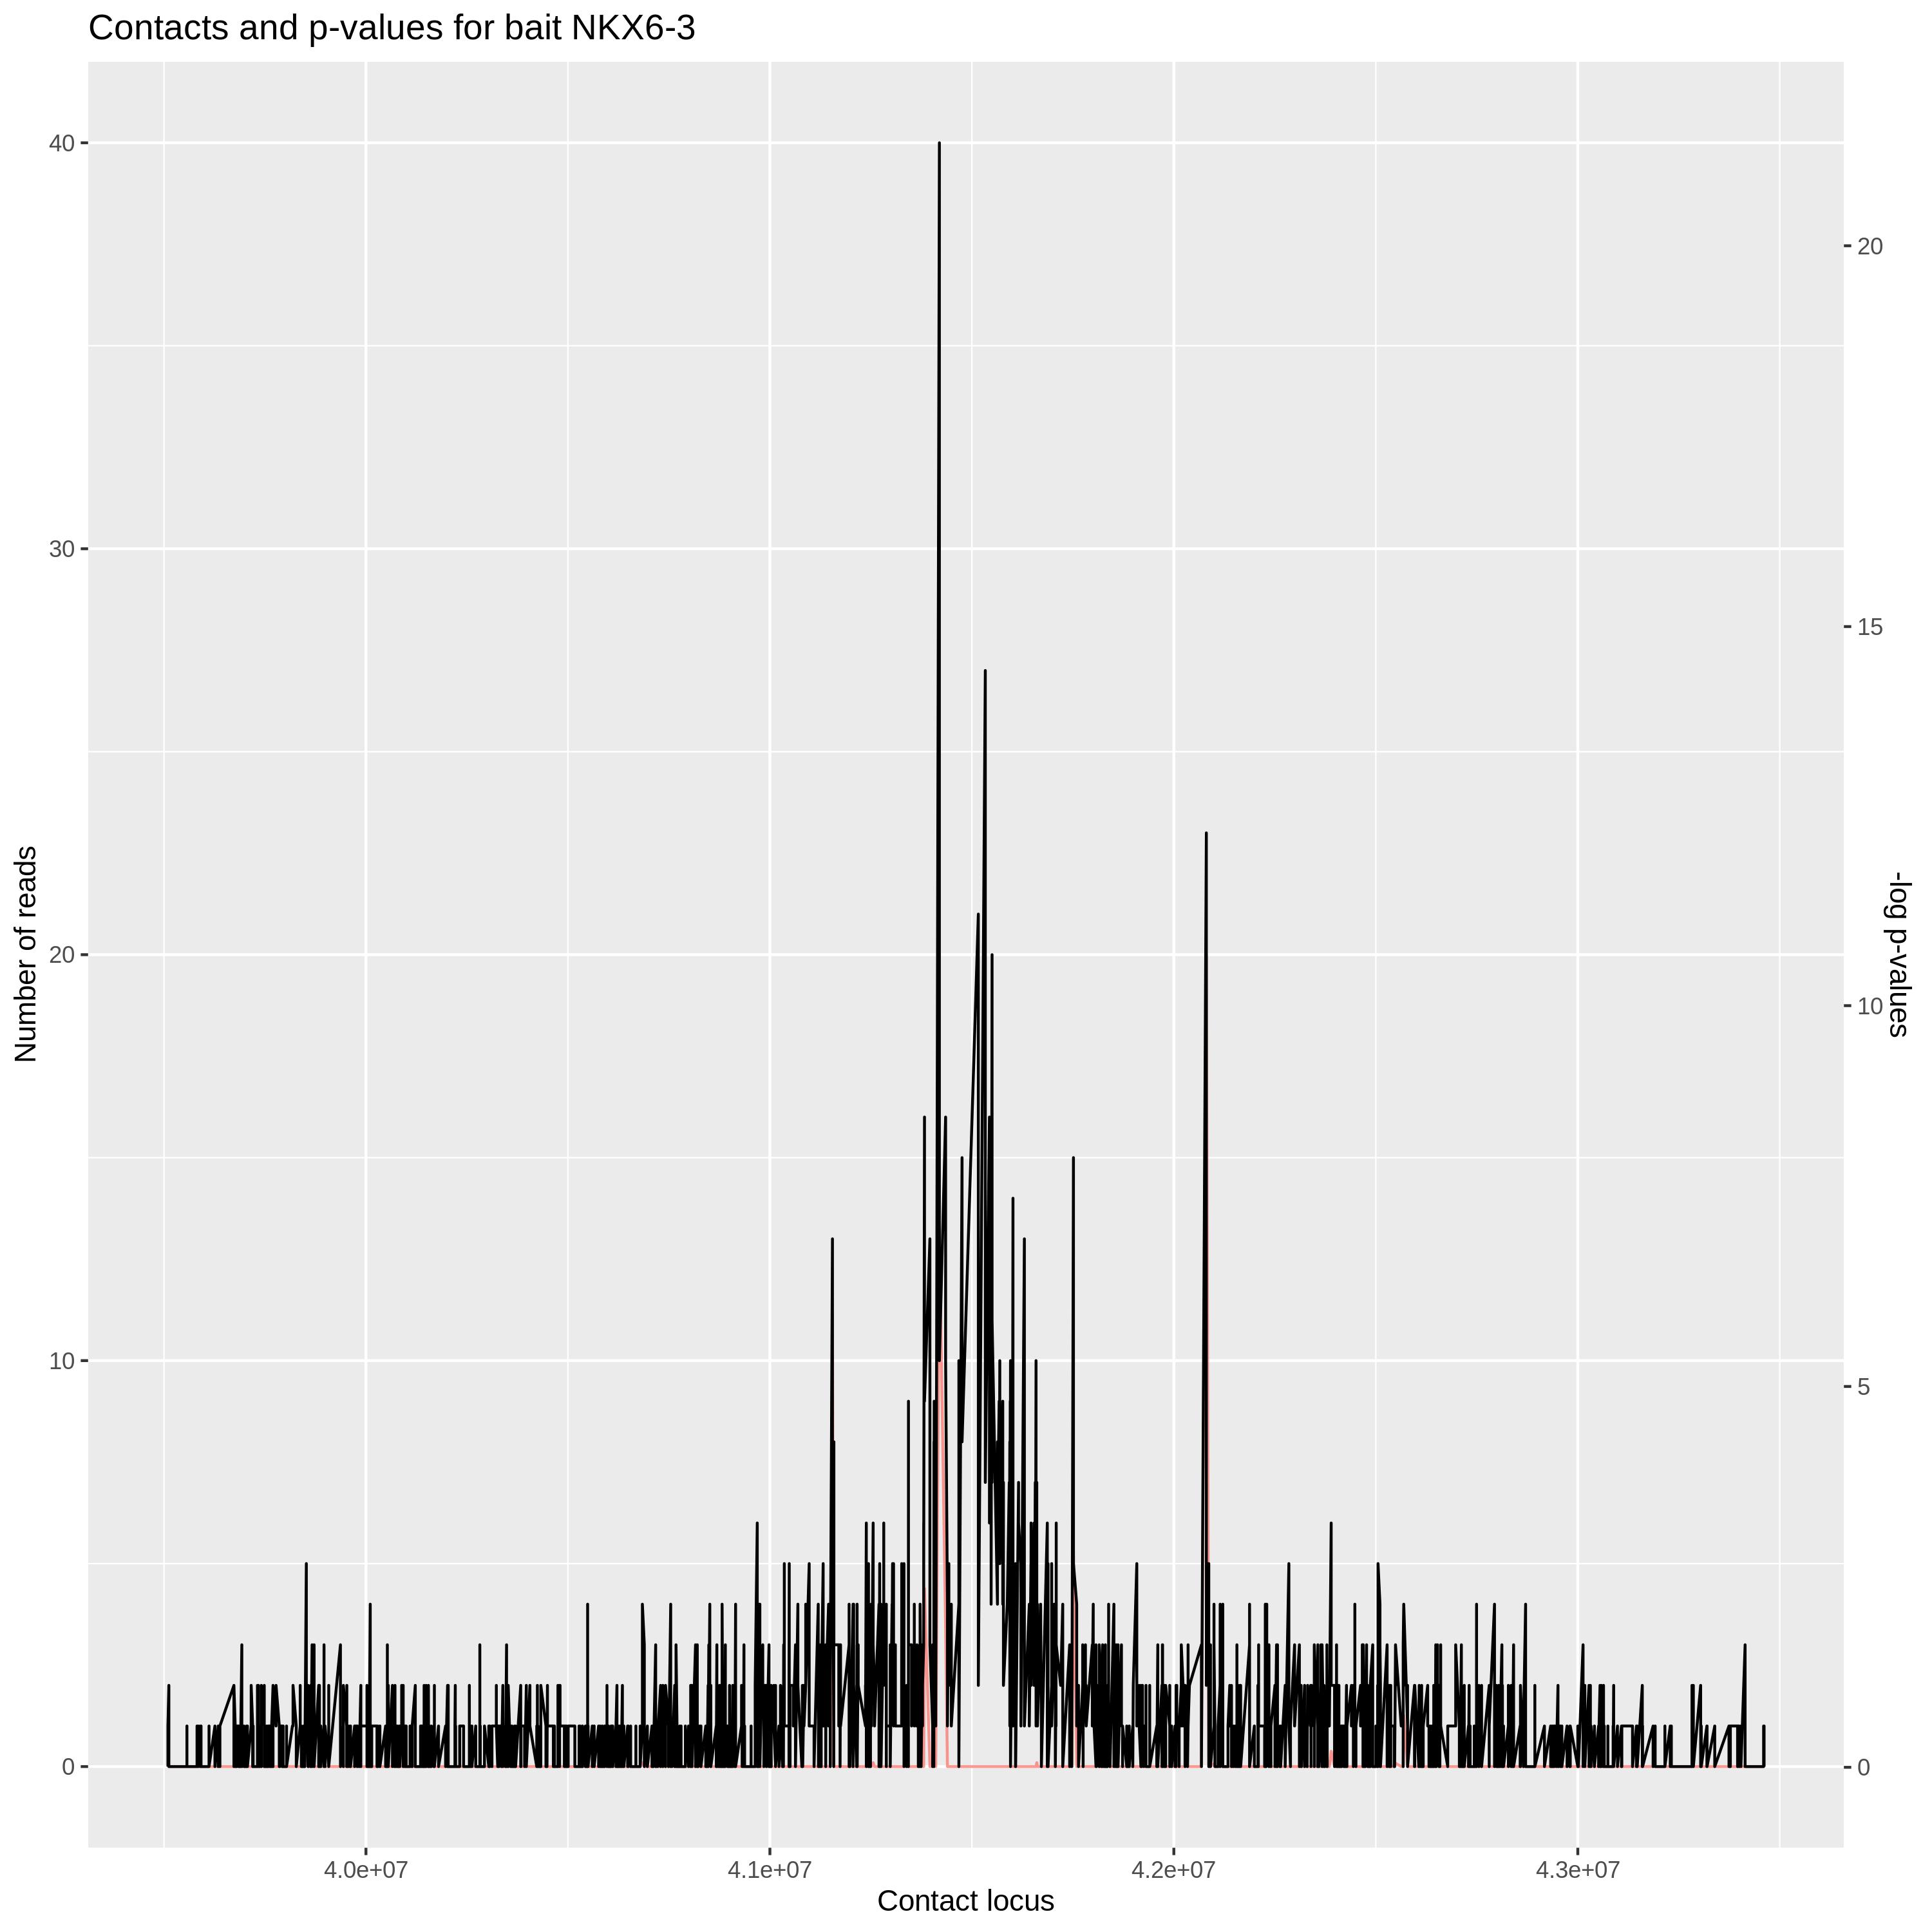 Contacts and p-values for bait NKX6-3
40
30
20
10
0
Number of reads
20
15
10
5
0
-log p-values
4.0e+07
4.1e+07
4.2e+07
4.3e+07
Contact locus